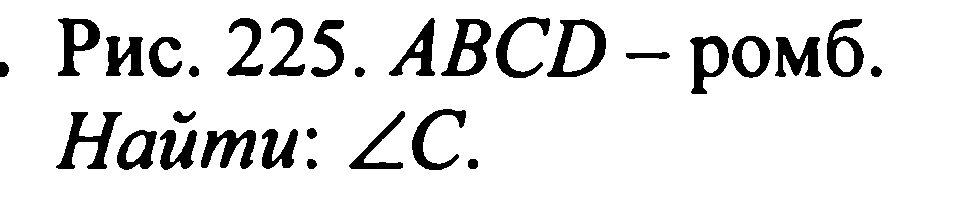 . Рис. 225. ABCD – ромб.
Найти: ∠C.